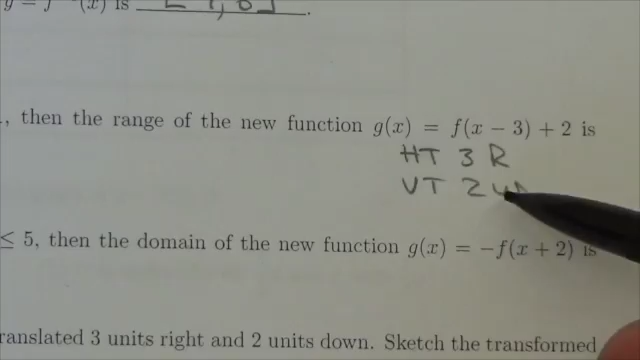 (x) is
then the range of the new function g(x) = f(x − 3) + 2 is
HT 3 R
VT 2
≤ 5, then the domain of the new function g(x) = −f(x + 2) is
ranslated 3 units right and 2 units down. Sketch the transformed